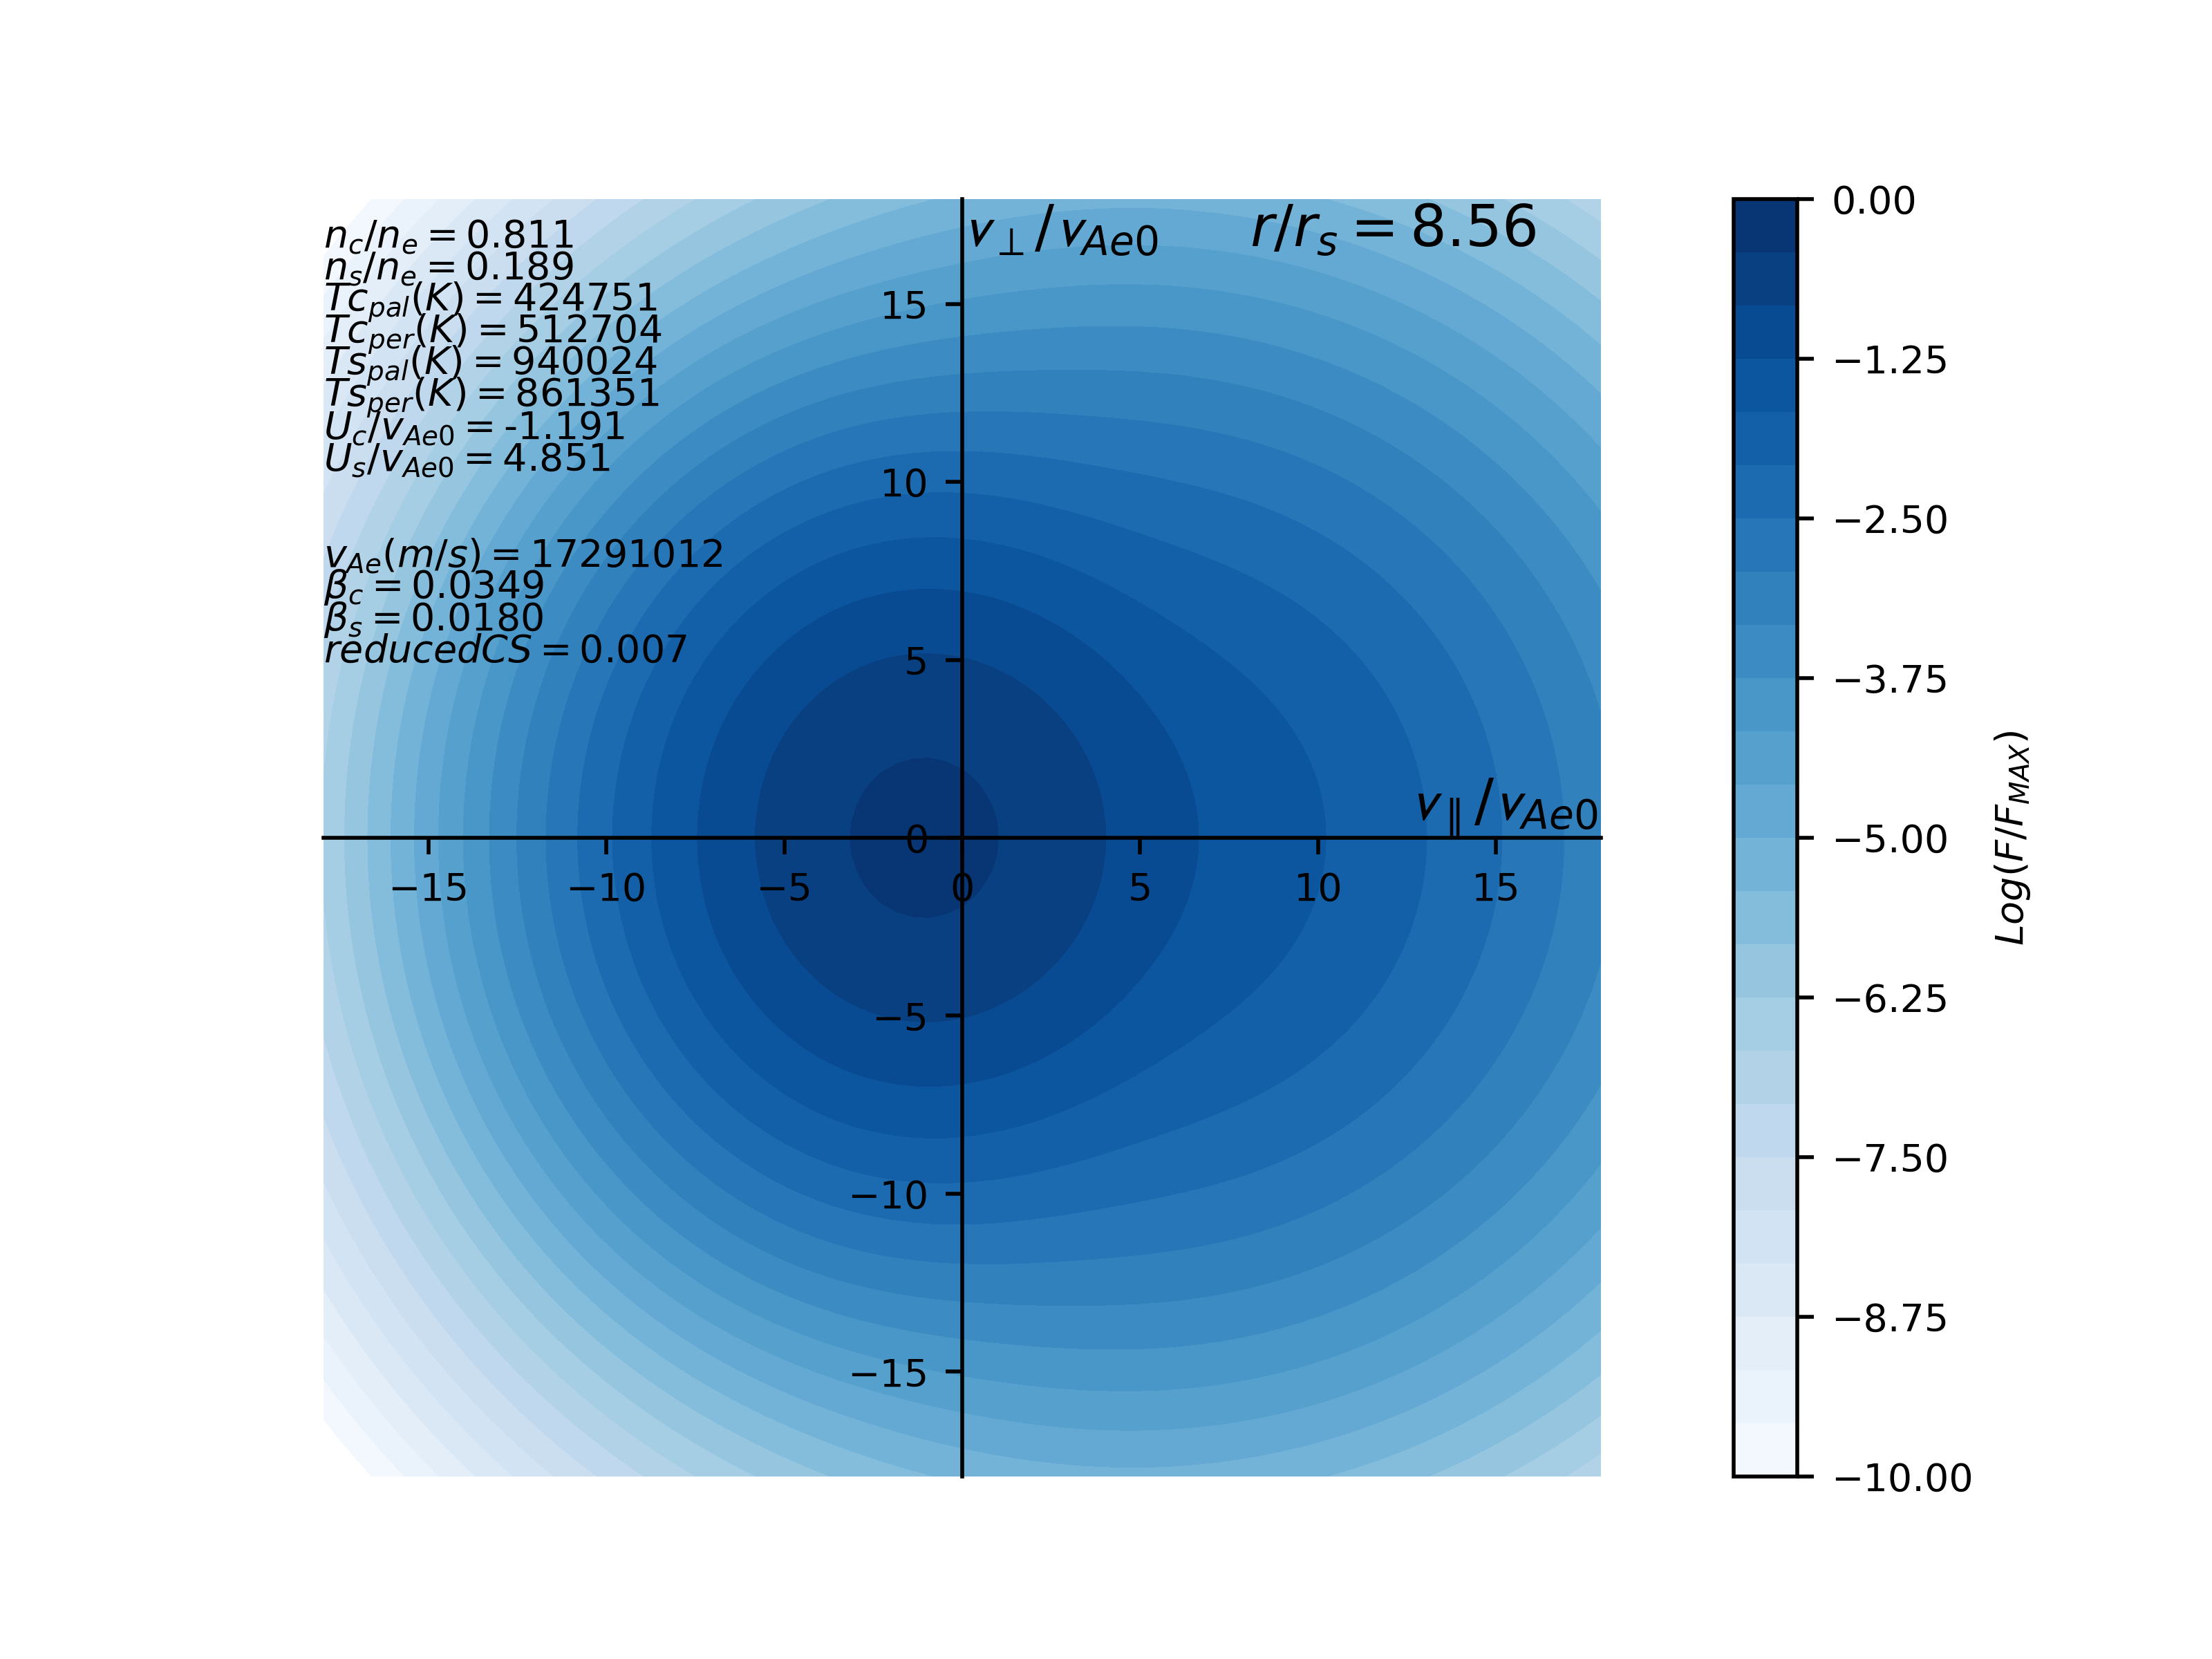 n_c/n_e = 0.811
n_s/n_e = 0.189
Tc_pal(K) = 424751
Tc_per(K) = 512704
Ts_pal(K) = 940024
Ts_per(K) = 861351
U_c/v_Ae0 = -1.191
U_s/v_Ae0 = 4.851
v_Ae(m/s) = 17291012
β_c = 0.0349
β_s = 0.0180
reducedCS = 0.007
v_⊥/v_Ae0
r/r_s = 8.56
15
10
5
0
−5
−10
−15
v_∥/v_Ae0
−15 −10 −5 0 5 10 15
0.00
−1.25
−2.50
−3.75
−5.00
−6.25
−7.50
−8.75
−10.00
Log(F/F_MAX)